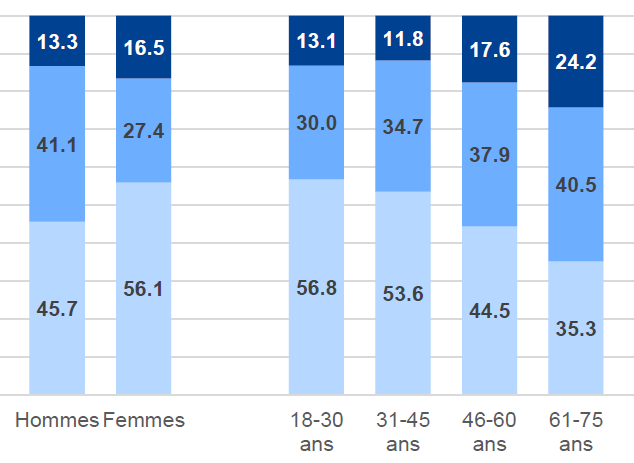 13.3 16.5 13.1 11.8 17.6 24.2
41.1 27.4 30.0 34.7 37.9 40.5
45.7 56.1 56.8 53.6 44.5 35.3
Hommes Femmes 18-30 31-45 46-60 61-75
ans ans ans ans